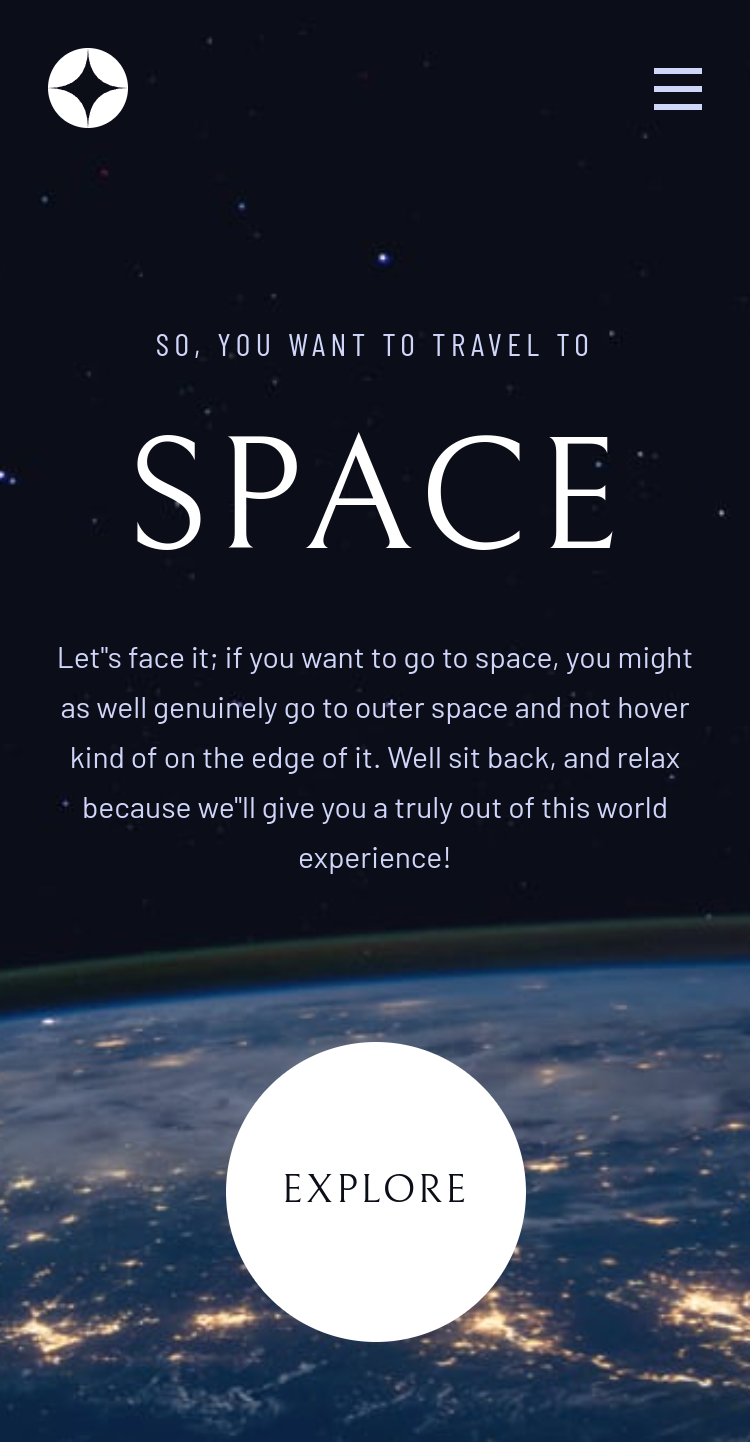 SO, YOU WANT TO TRAVEL TO
SPACE
Let"s face it; if you want to go to space, you might
as well genuinely go to outer space and not hover
kind of on the edge of it. Well sit back, and relax
because we"ll give you a truly out of this world
experience!
EXPLORE